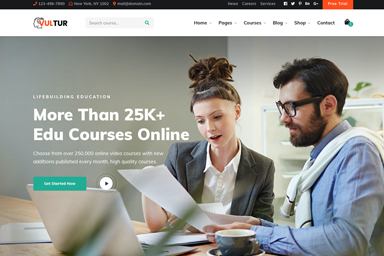 123-456-7890 New York, NY 1002 mail@domain.com News Careers Services Free Trial
VULTUR Search course.. Home Pages Courses Blog Shop Contact
LIFEBUILDING EDUCATION
More Than 25K+
Edu Courses Online
Choose from over 250,000 online video courses with new
additions published every month, high quality courses.
Get Started Now